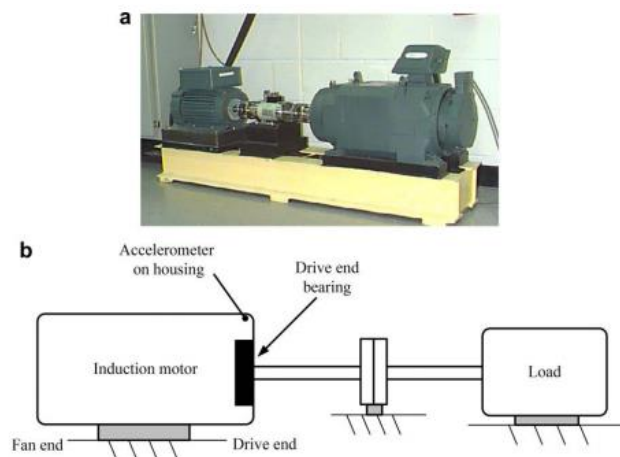 a
b
Accelerometer
on housing
Drive end
bearing
Induction motor
Load
Fan end
Drive end